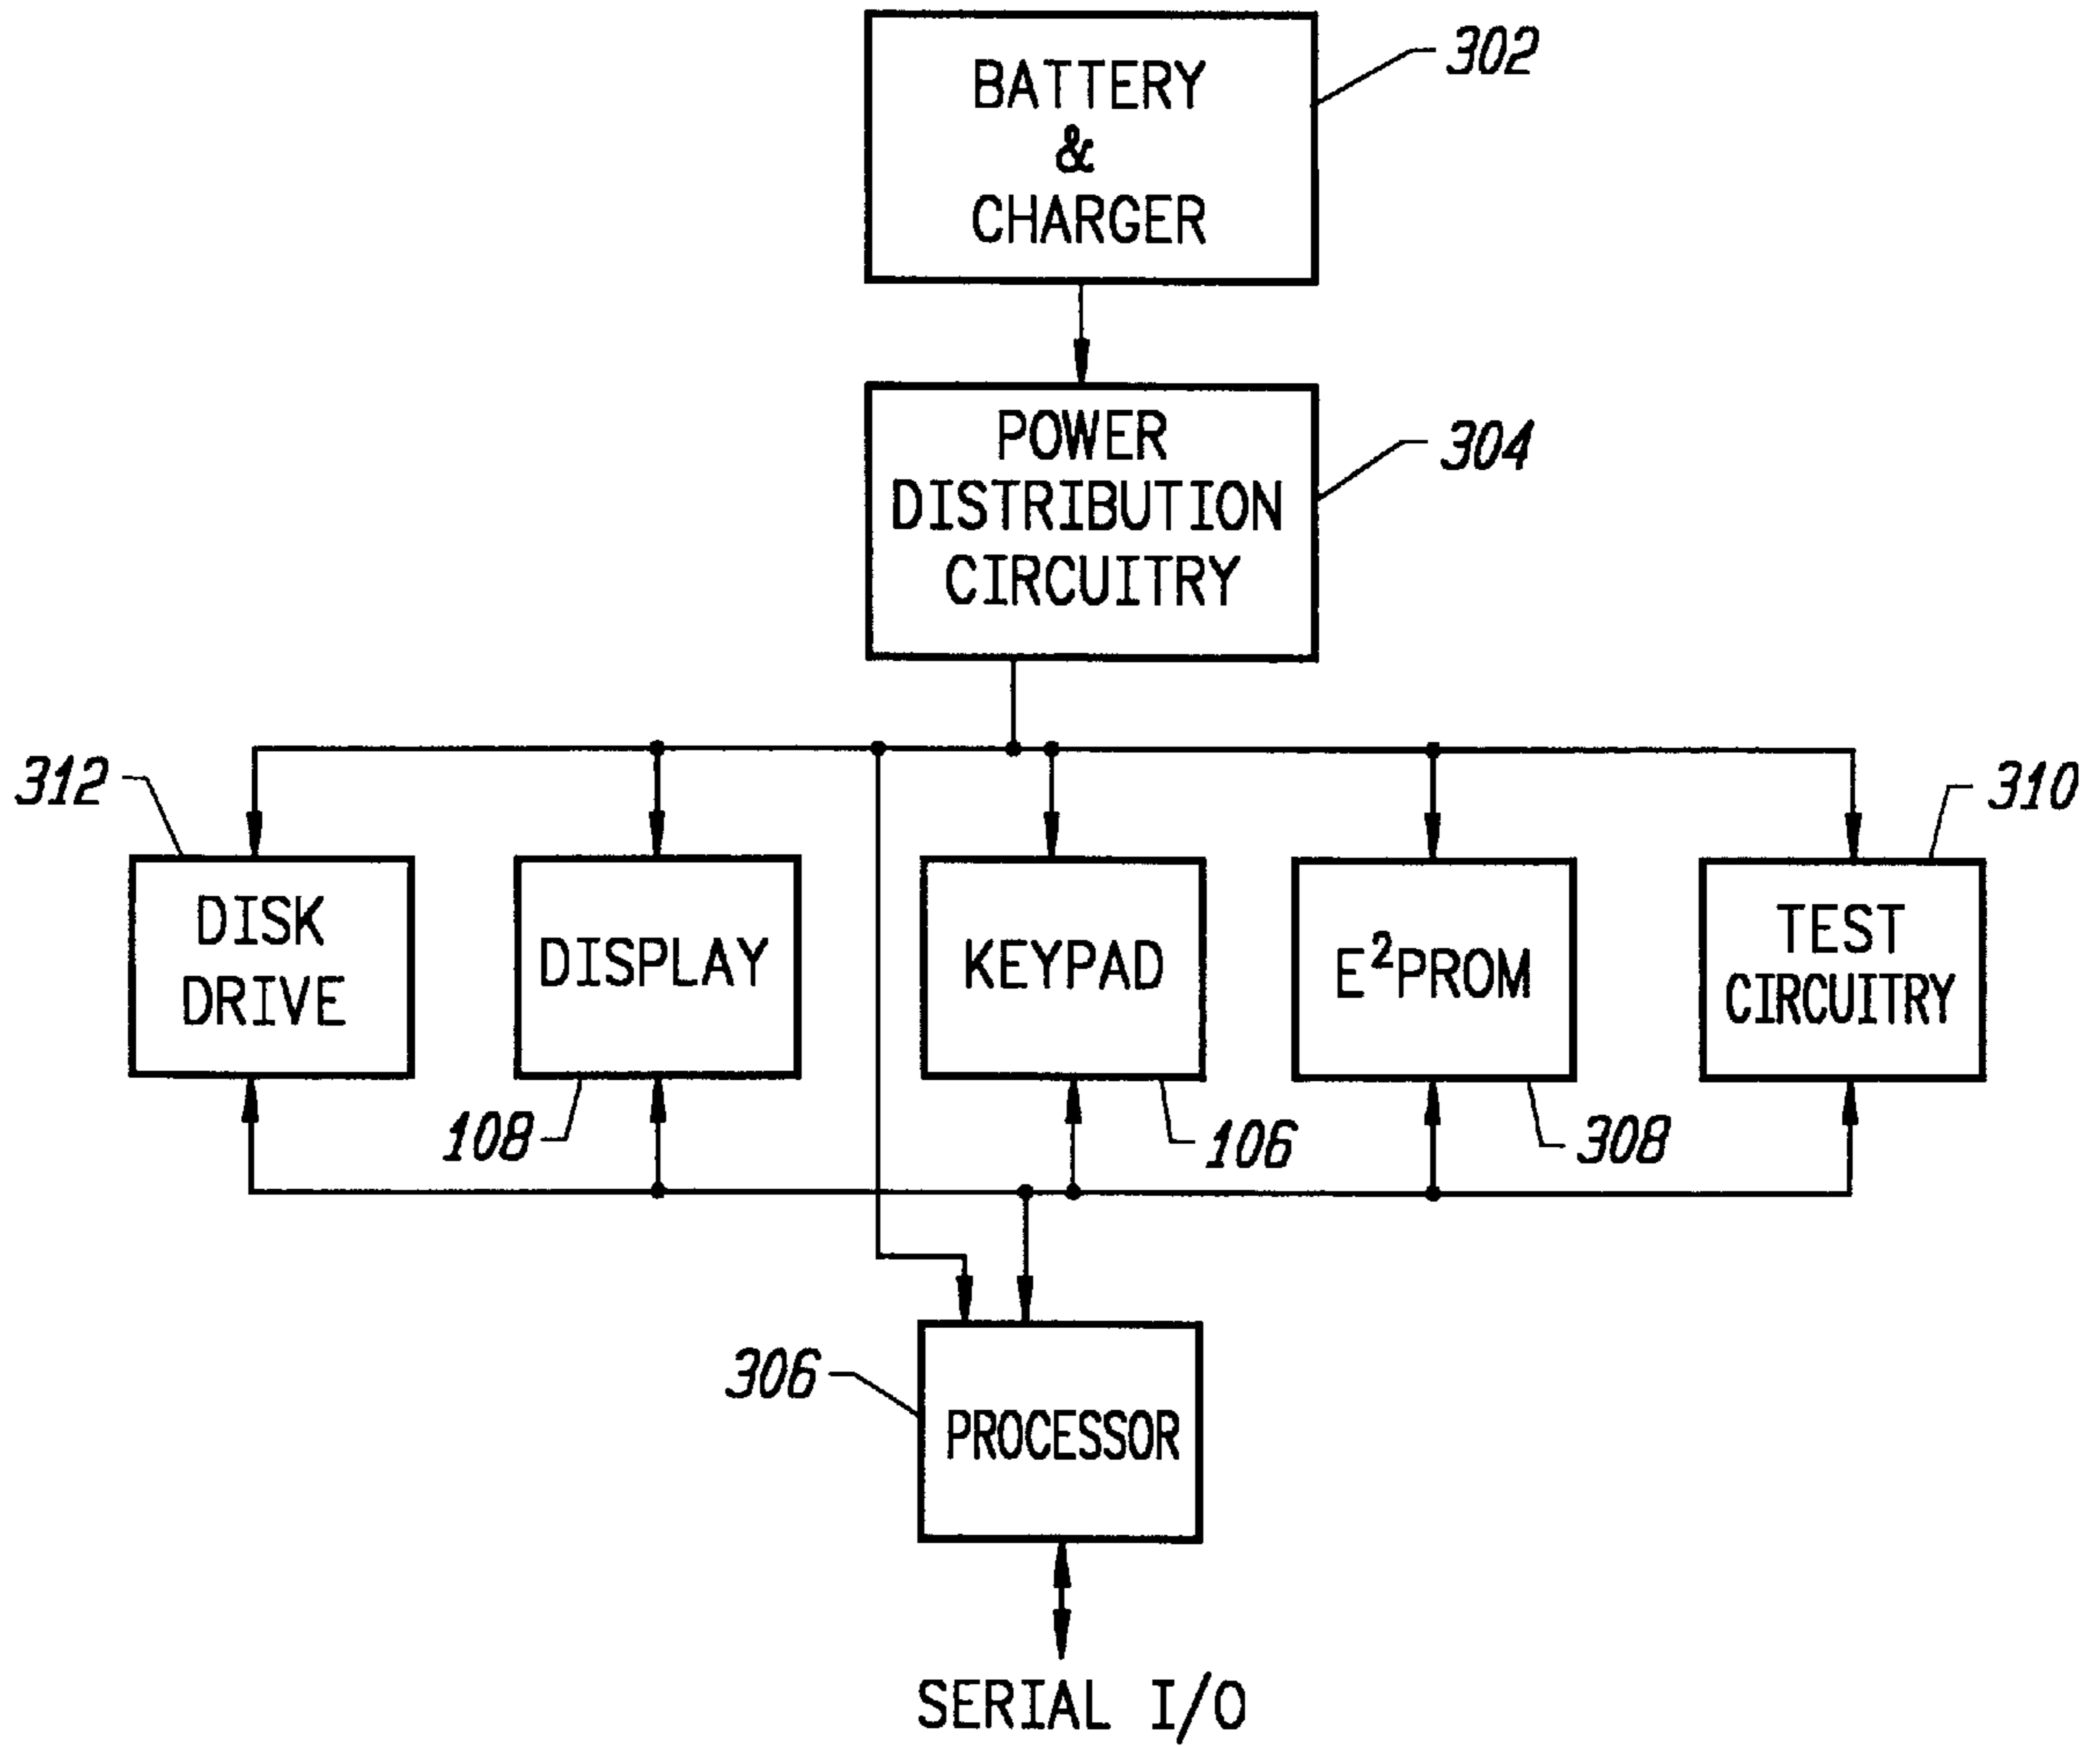 BATTERY
&
CHARGER
302
POWER
DISTRIBUTION
CIRCUITRY
304
312
310
DISK
DRIVE
DISPLAY
KEYPAD
E²PROM
TEST
CIRCUITRY
108
106
308
306
PROCESSOR
SERIAL I/O